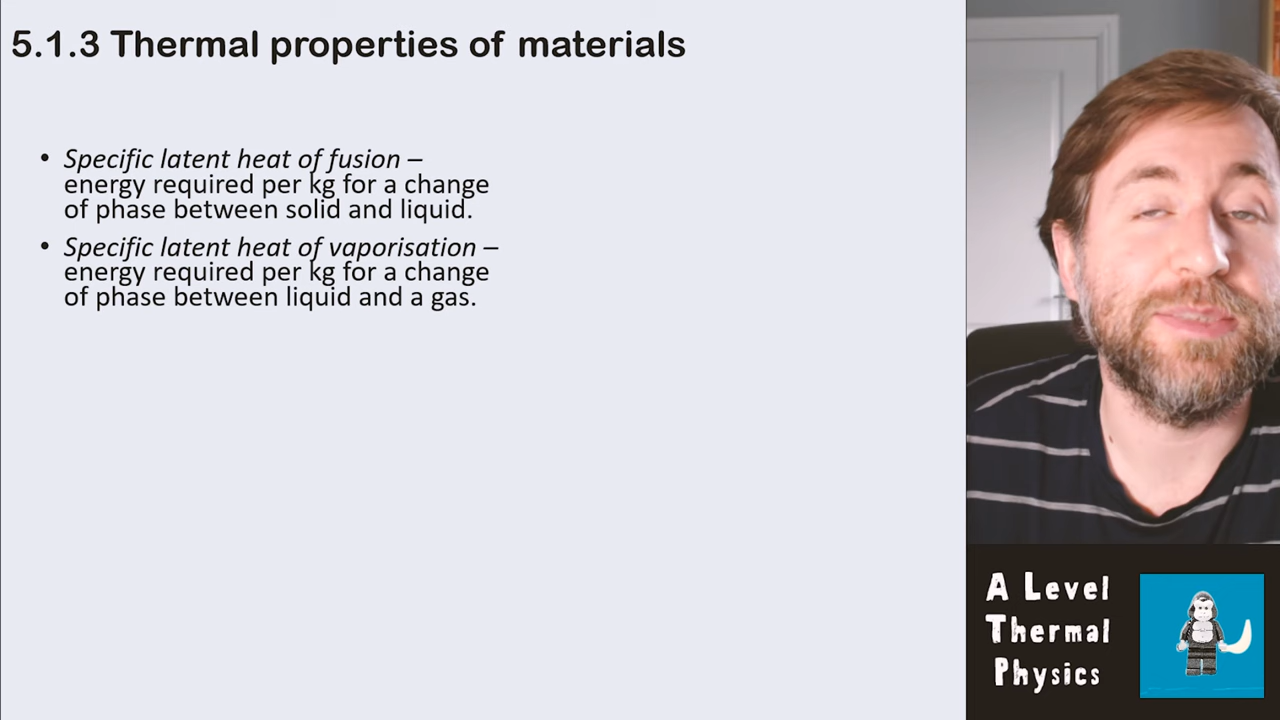 5.1.3 Thermal properties of materials
• Specific latent heat of fusion –
energy required per kg for a change
of phase between solid and liquid.
• Specific latent heat of vaporisation –
energy required per kg for a change
of phase between liquid and a gas.
A Level
Thermal
Physics